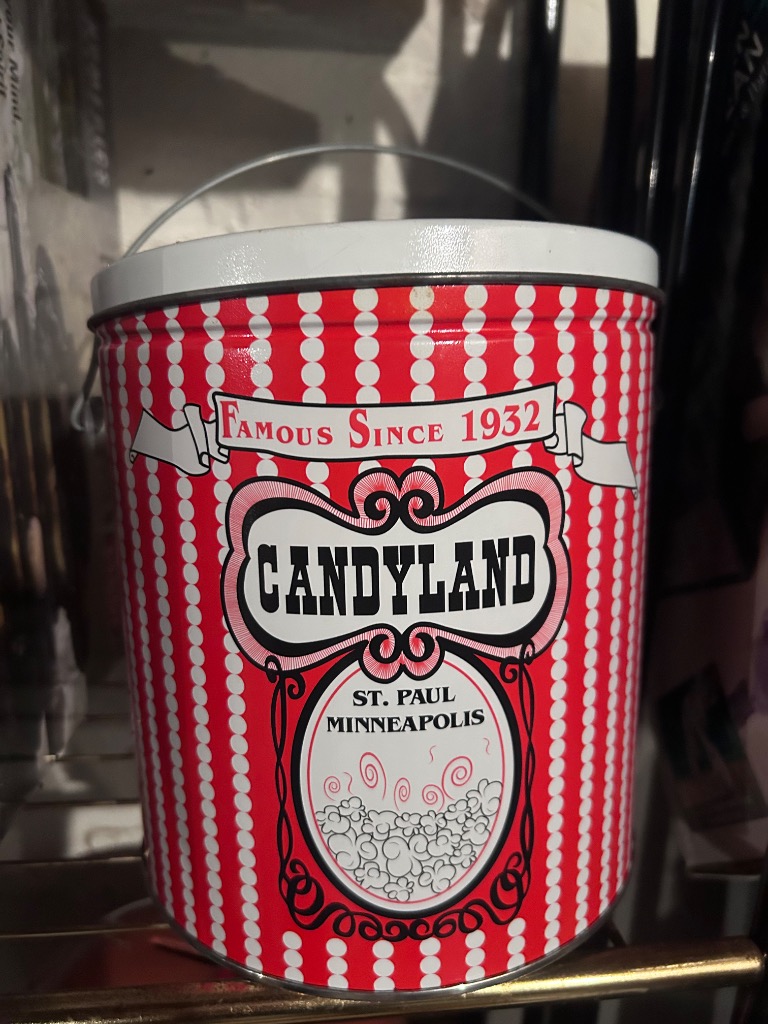 Famous Since 1932
CANDYLAND
ST. PAUL
MINNEAPOLIS